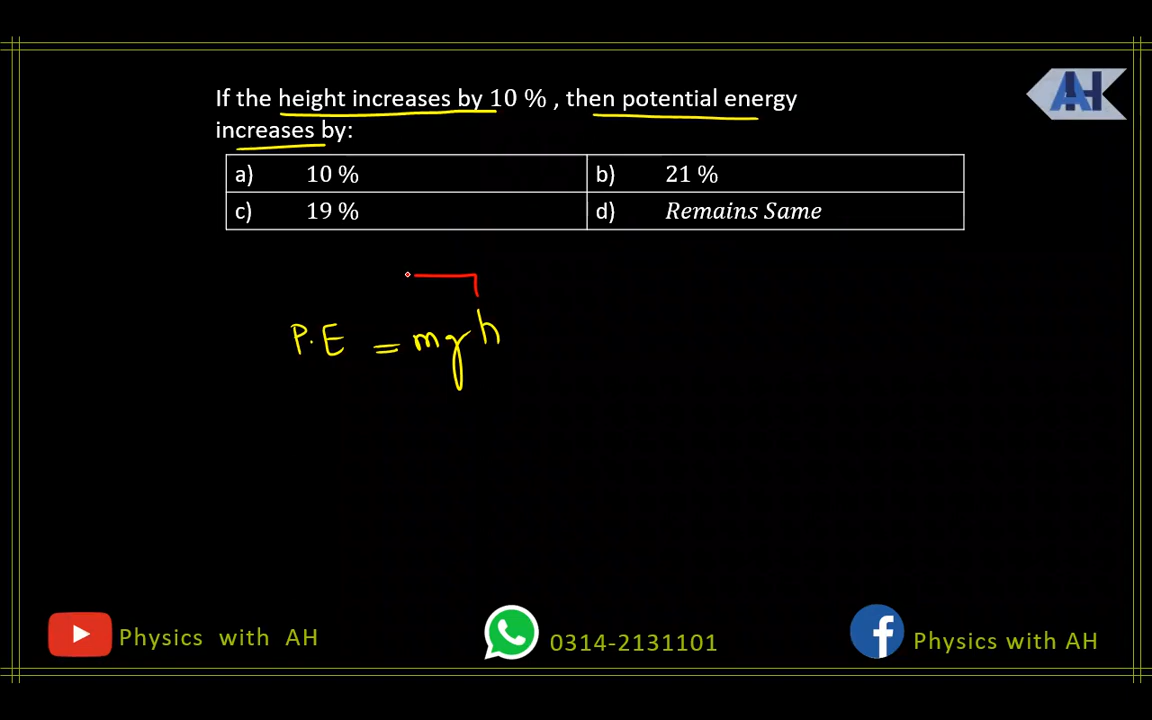 If the height increases by 10 % , then potential energy
increases by:
a) 10 % b) 21 %
c) 19 % d) Remains Same
P.E = mgh
AH
Physics with AH 0314-2131101 Physics with AH